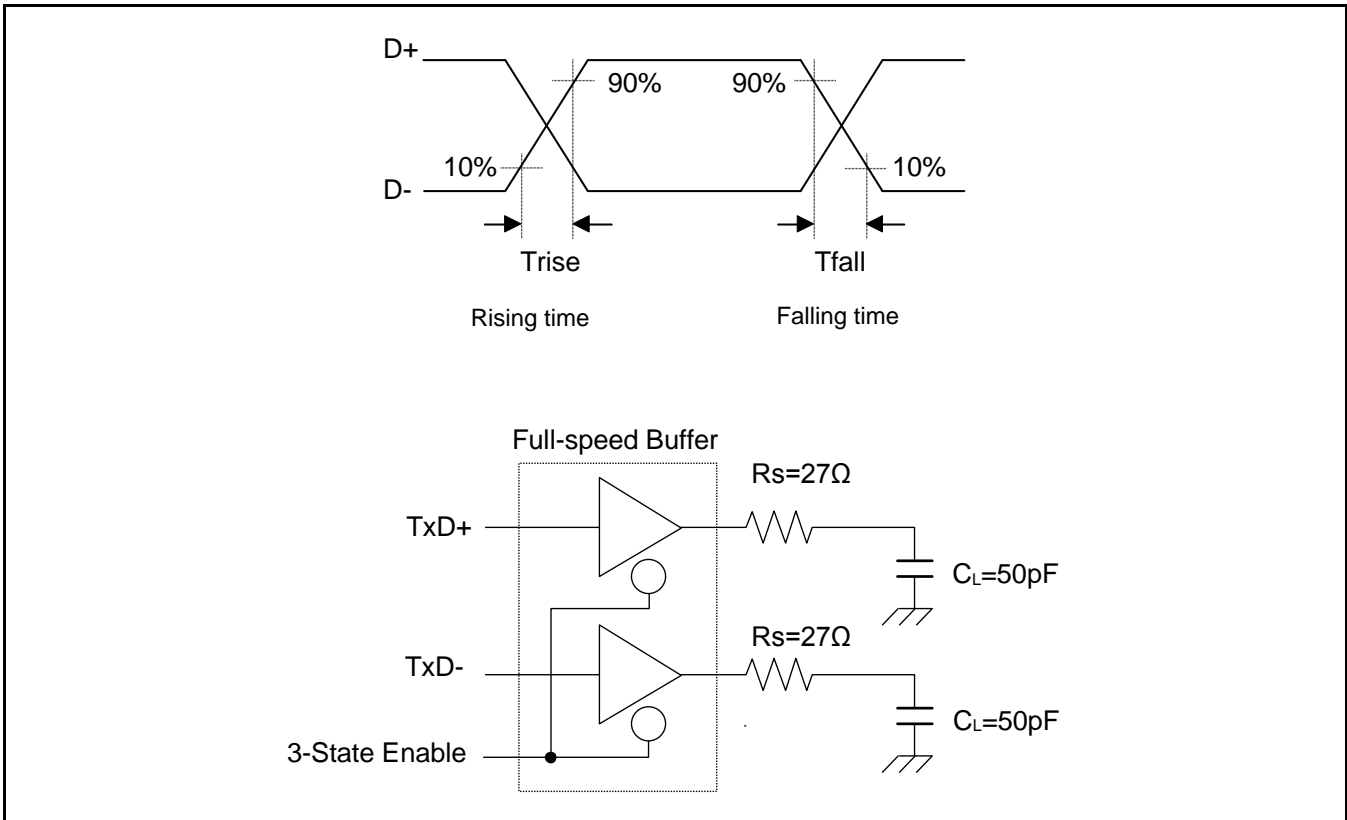 D+
90% 90%
10% 10%
D-
Trise Tfall
Rising time Falling time
Full-speed Buffer
Rs=27Ω
TxD+
CL=50pF
Rs=27Ω
TxD-
CL=50pF
3-State Enable